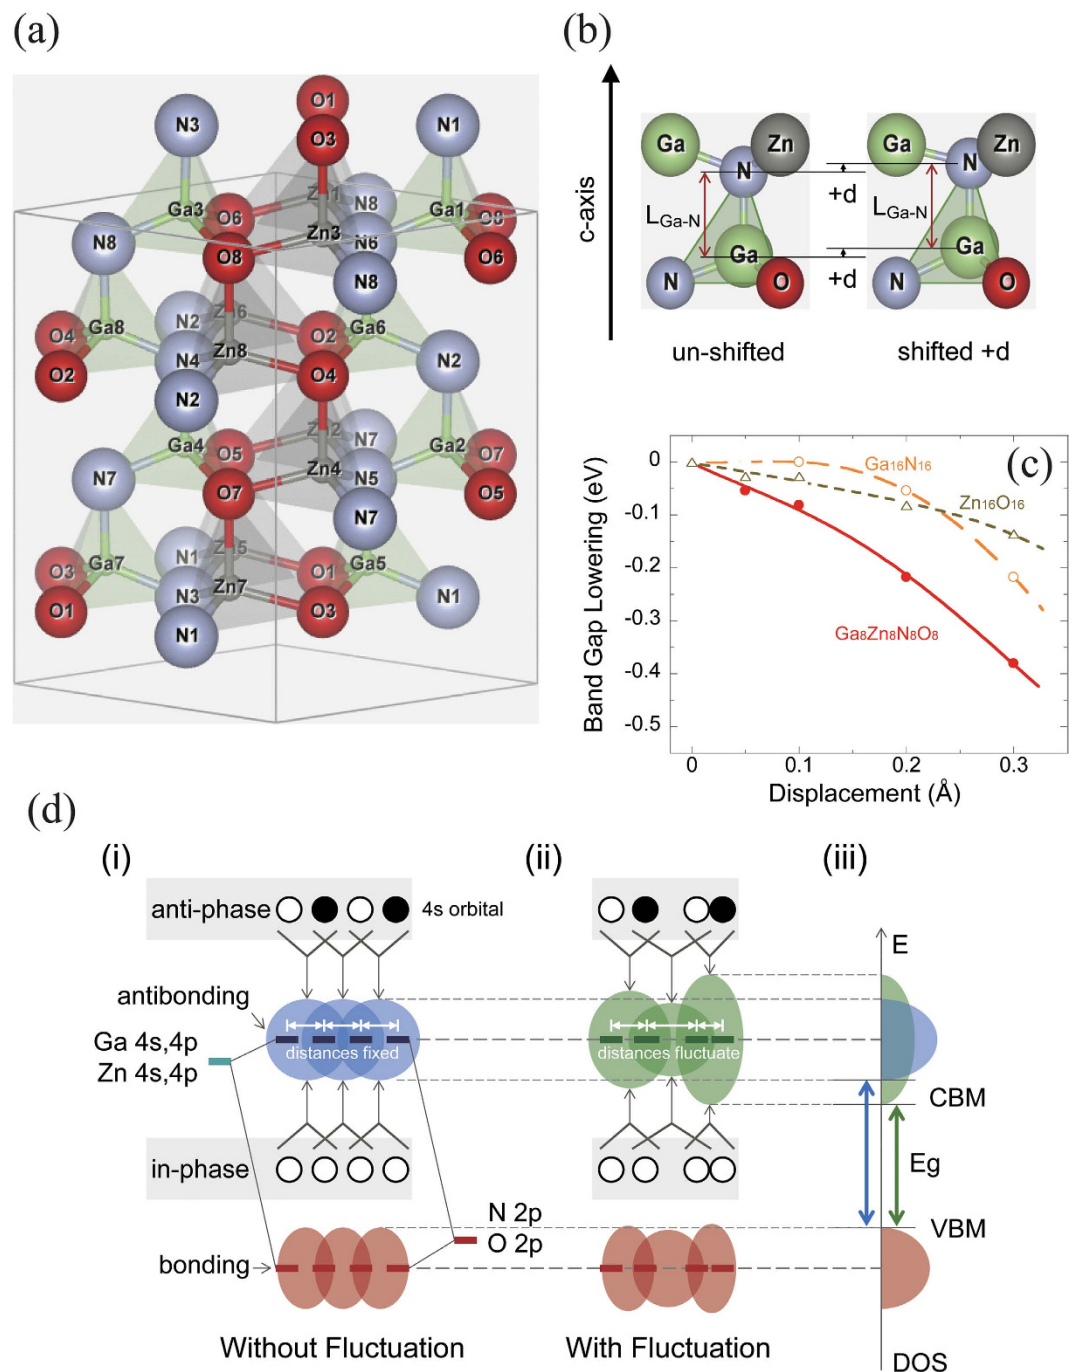 (a)
O1
N3
O3
N1
Zn1
Ga3
O6
N8
Ga1
O8
N8
Zn3
N6
O8
O6
N8
N2
Zn6
O4
Ga8
O2
Ga6
N4
Zn8
O2
O4
N2
N2
Zn2
Ga4
O5
N7
Ga2
O7
N7
Zn4
N5
O7
O5
N7
N1
Zn5
O3
Ga7
O1
Ga5
N3
Zn7
O1
O3
N1
N1
(b)
c-axis
Ga
Zn
N
+d
L Ga-N
Ga
+d
N
O
un-shifted
Ga
Zn
N
L Ga-N
Ga
N
O
shifted +d
(c)
Band Gap Lowering (eV)
0
-0.1
-0.2
-0.3
-0.4
-0.5
Ga16N16
Zn16O16
Ga8Zn8N8O8
0 0.1 0.2 0.3
Displacement (Å)
(d)
(i)
(ii)
(iii)
anti-phase
4s orbital
E
antibonding
Ga 4s,4p
Zn 4s,4p
distances fixed
distances fluctuate
CBM
in-phase
Eg
N 2p
O 2p
VBM
bonding
Without Fluctuation
With Fluctuation
DOS